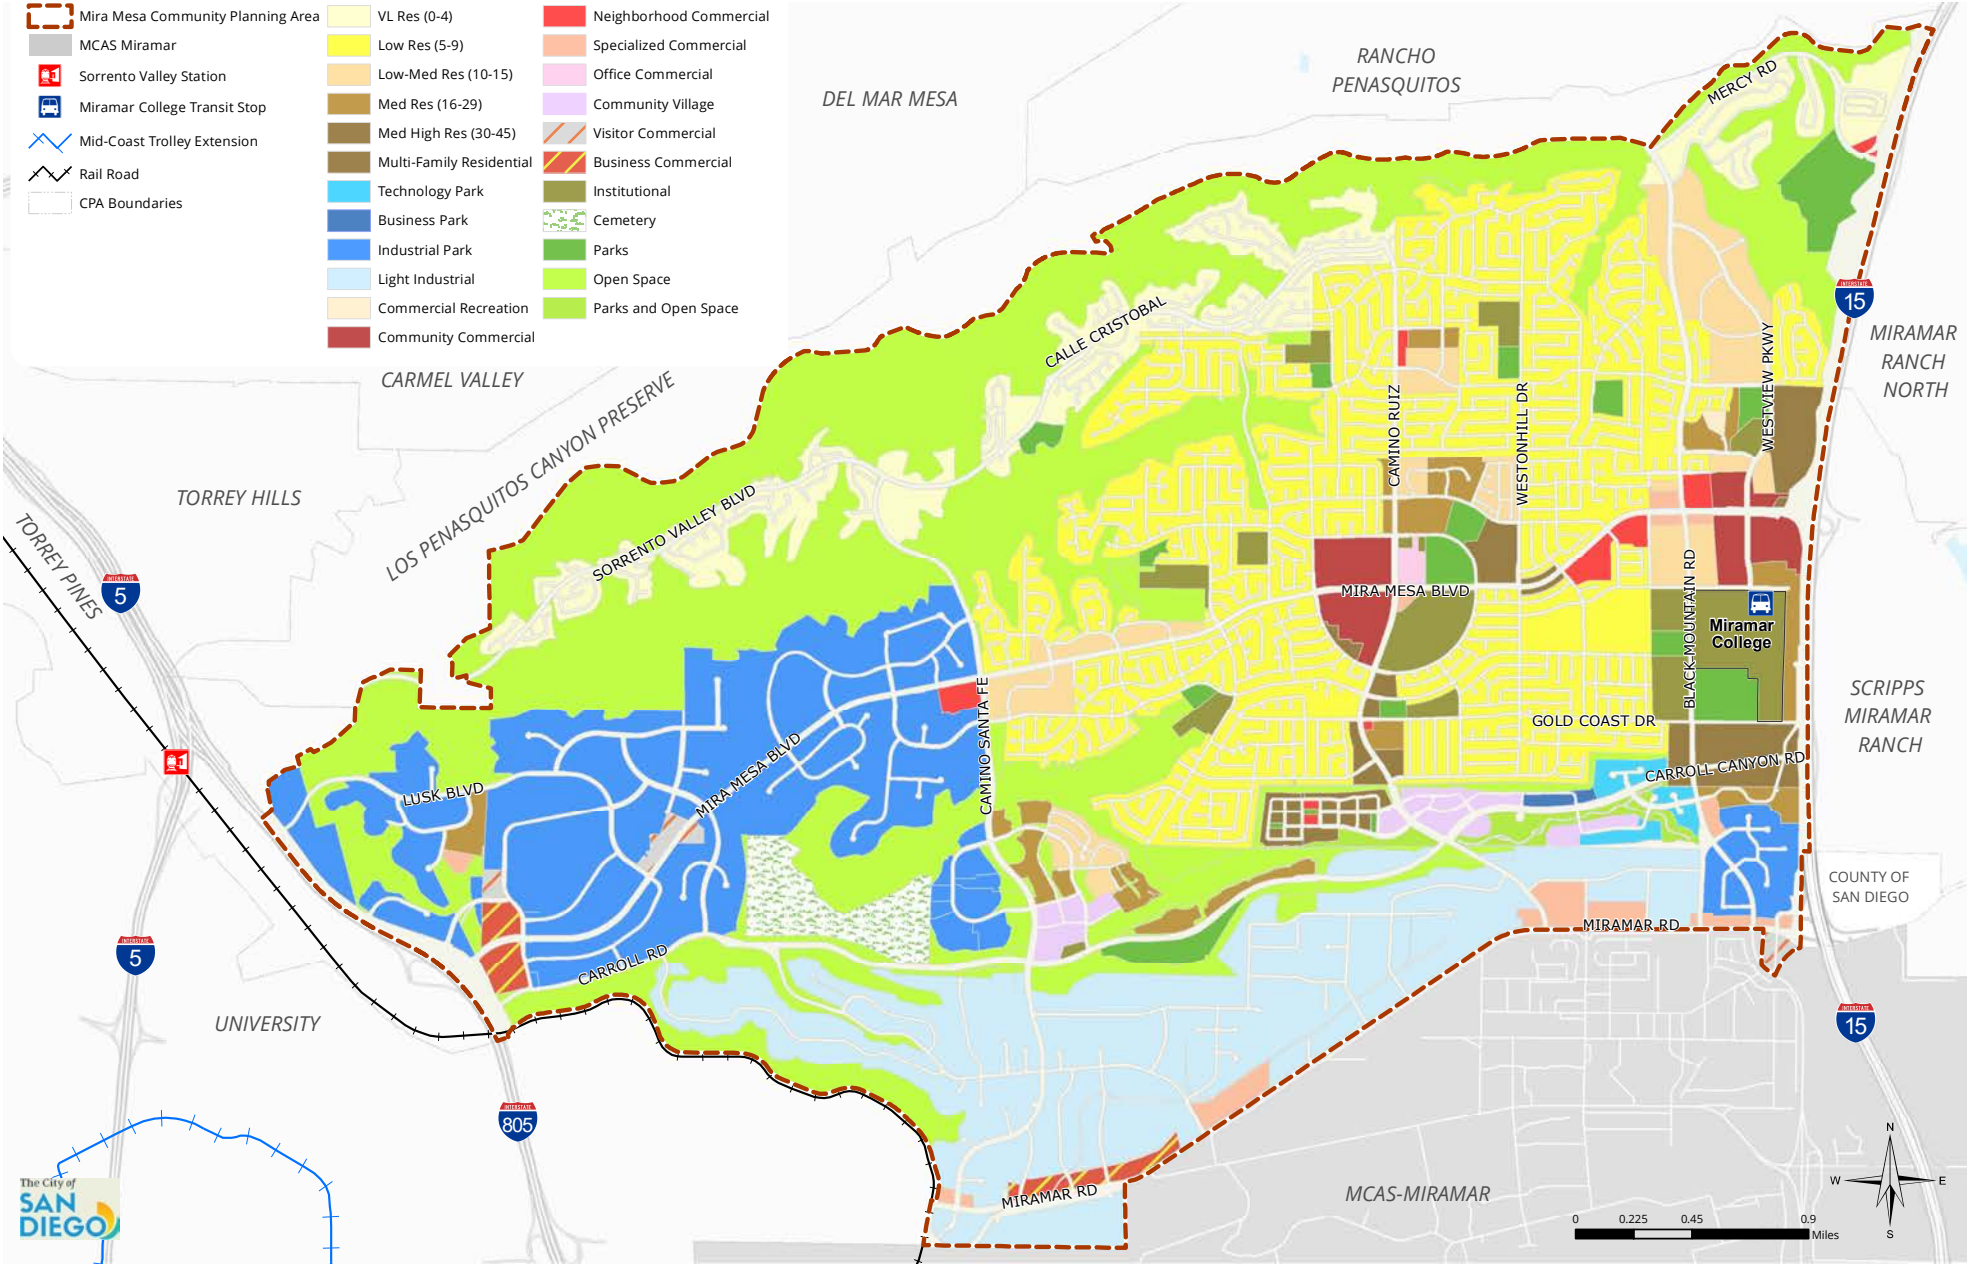 Mira Mesa Community Planning Area
MCAS Miramar
Sorrento Valley Station
Miramar College Transit Stop
Mid-Coast Trolley Extension
Rail Road
CPA Boundaries
VL Res (0-4)
Low Res (5-9)
Low-Med Res (10-15)
Med Res (16-29)
Med High Res (30-45)
Multi-Family Residential
Technology Park
Business Park
Industrial Park
Light Industrial
Commercial Recreation
Community Commercial
Neighborhood Commercial
Specialized Commercial
Office Commercial
Community Village
Visitor Commercial
Business Commercial
Institutional
Cemetery
Parks
Open Space
Parks and Open Space
DEL MAR MESA
RANCHO
PENASQUITOS
MERCY RD
INTERSTATE
15
MIRAMAR
RANCH
NORTH
CARMEL VALLEY
LOS PENASQUITOS CANYON PRESERVE
TORREY HILLS
TORREY PINES
INTERSTATE
5
CALLE CRISTOBAL
SORRENTO VALLEY BLVD
CAMINO RUIZ
WESTONHILL DR
WESTVIEW PKWY
MIRA MESA BLVD
BLACK MOUNTAIN RD
Miramar
College
SCRIPPS
MIRAMAR
RANCH
GOLD COAST DR
CARROLL CANYON RD
CAMINO SANTA FE
MIRA MESA BLVD
LUSK BLVD
CARROLL RD
COUNTY OF
SAN DIEGO
MIRAMAR RD
INTERSTATE
5
UNIVERSITY
INTERSTATE
15
INTERSTATE
805
MIRAMAR RD
MCAS-MIRAMAR
The City of
SAN
DIEGO
N
W
E
S
0
0.225
0.45
0.9
Miles